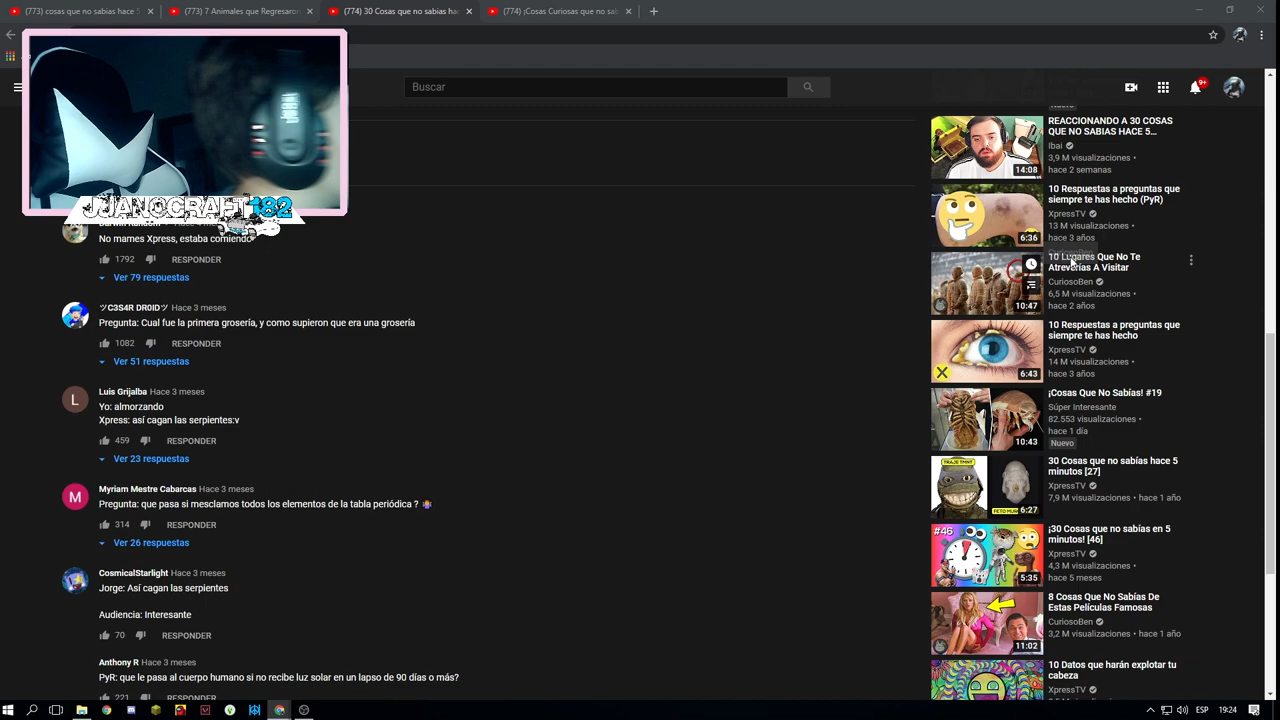 (773) cosas que no sabias hace 5
(773) 7 Animales que Regresaron
(774) 30 Cosas que no sabías hac
(774) ¡Cosas Curiosas que no sab
Buscar
9+
JUANOCRAFT182
No mames Xpress, estaba comiendo
1792
RESPONDER
Ver 79 respuestas
ツC3S4R DR0IDツ Hace 3 meses
Pregunta: Cual fue la primera grosería, y como supieron que era una grosería
1082
RESPONDER
Ver 51 respuestas
L
Luis Grijalba Hace 3 meses
Yo: almorzando
Xpress: así cagan las serpientes:v
459
RESPONDER
Ver 23 respuestas
M
Myriam Mestre Cabarcas Hace 3 meses
Pregunta: que pasa si mesclamos todos los elementos de la tabla periódica ? 
314
RESPONDER
Ver 26 respuestas
CosmicalStarlight Hace 3 meses
Jorge: Así cagan las serpientes
Audiencia: Interesante
70
RESPONDER
Anthony R Hace 3 meses
PyR: que le pasa al cuerpo humano si no recibe luz solar en un lapso de 90 días o más?
221
RESPONDER
Nuevo
REACCIONANDO A 30 COSAS
QUE NO SABIAS HACE 5...
Ibai
3,9 M visualizaciones
hace 2 semanas
14:08
10 Respuestas a preguntas que
siempre te has hecho (PyR)
XpressTV
13 M visualizaciones
hace 3 años
6:36
CuriosoBen
10 Lugares Que No Te
Atreverías A Visitar
CuriosoBen
6,5 M visualizaciones
hace 2 años
10:47
10 Respuestas a preguntas que
siempre te has hecho
XpressTV
14 M visualizaciones
hace 3 años
6:43
¡Cosas Que No Sabías! #19
Súper Interesante
82.553 visualizaciones
hace 1 día
Nuevo
10:43
30 Cosas que no sabías hace 5
minutos [27]
XpressTV
7,9 M visualizaciones • hace 1 año
TRAJE TMNT
FETO MUR
6:27
¡30 Cosas que no sabías en 5
minutos! [46]
XpressTV
4,3 M visualizaciones
hace 5 meses
#46
5:35
8 Cosas Que No Sabías De
Estas Películas Famosas
CuriosoBen
3,2 M visualizaciones • hace 1 año
11:02
10 Datos que harán explotar tu
cabeza
XpressTV
ESP
19:24